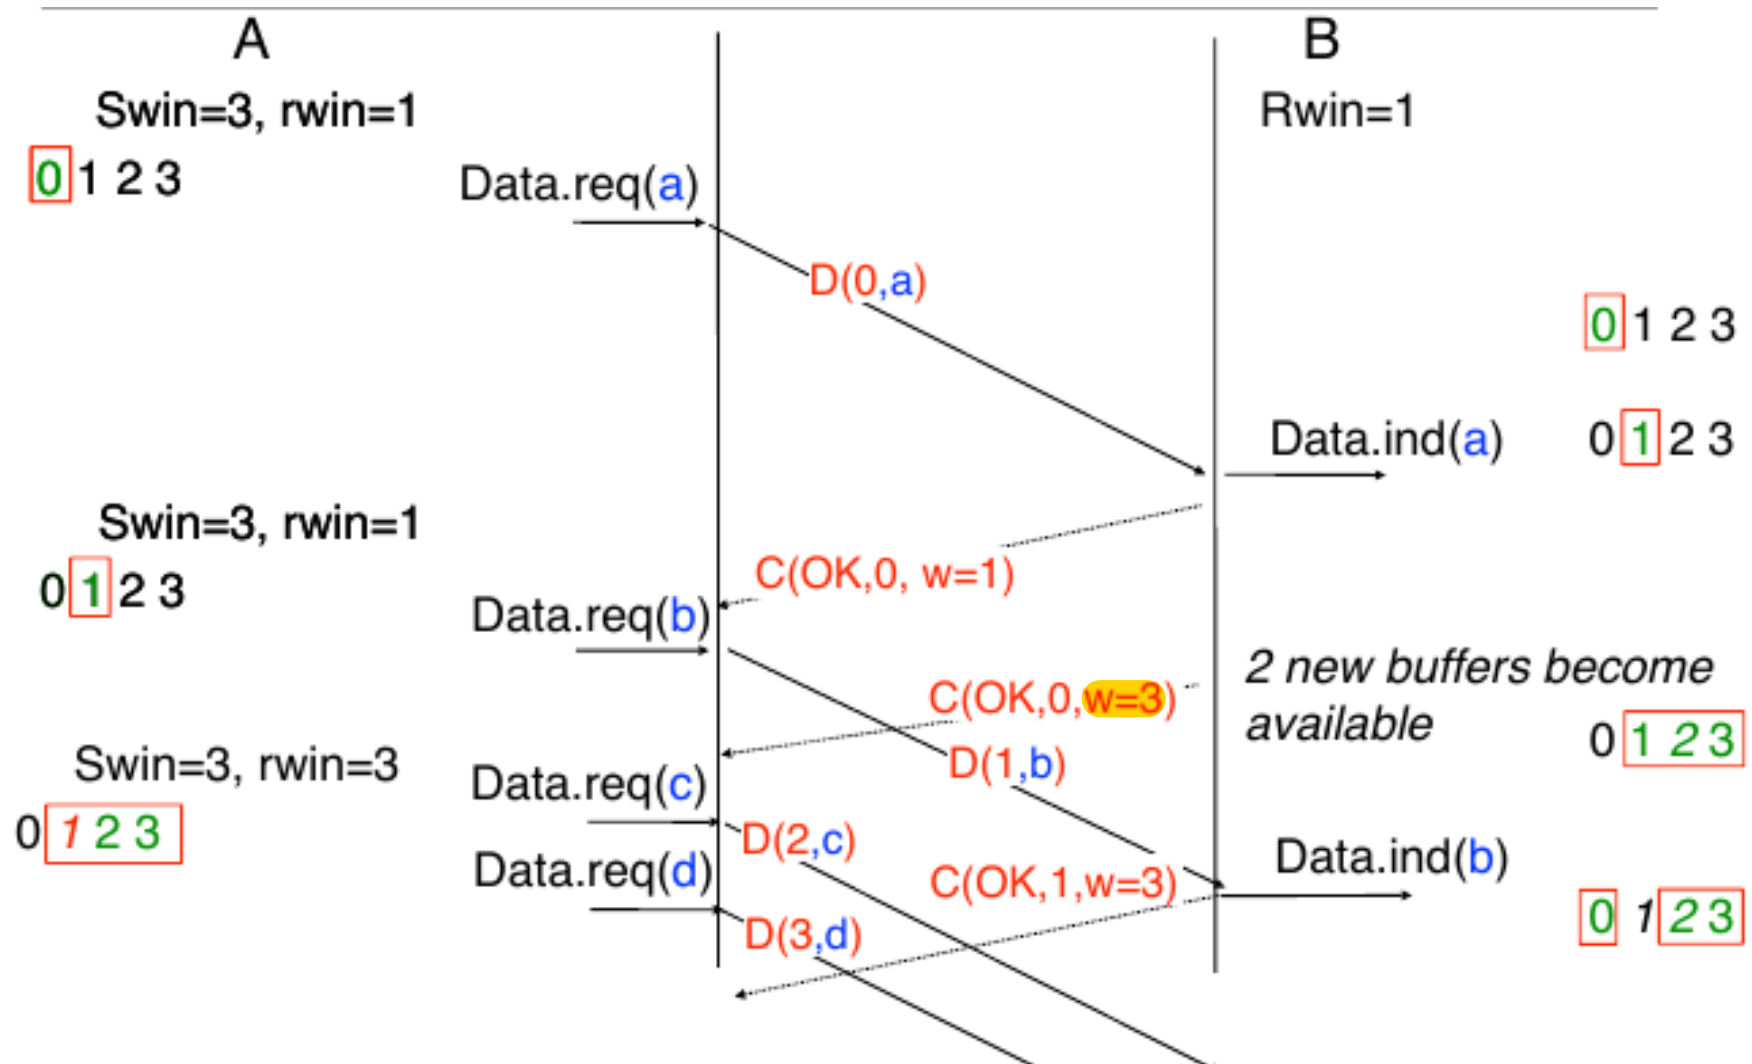 A
B
Swin=3, rwin=1
Rwin=1
0 1 2 3
Data.req(a)
D(0,a)
0 1 2 3
Data.ind(a)
0 1 2 3
Swin=3, rwin=1
C(OK,0, w=1)
0 1 2 3
Data.req(b)
2 new buffers become
available
C(OK,0,w=3)
0 1 2 3
D(1,b)
Swin=3, rwin=3
Data.req(c)
0 1 2 3
D(2,c)
Data.req(d)
C(OK,1,w=3)
Data.ind(b)
0 1 2 3
D(3,d)